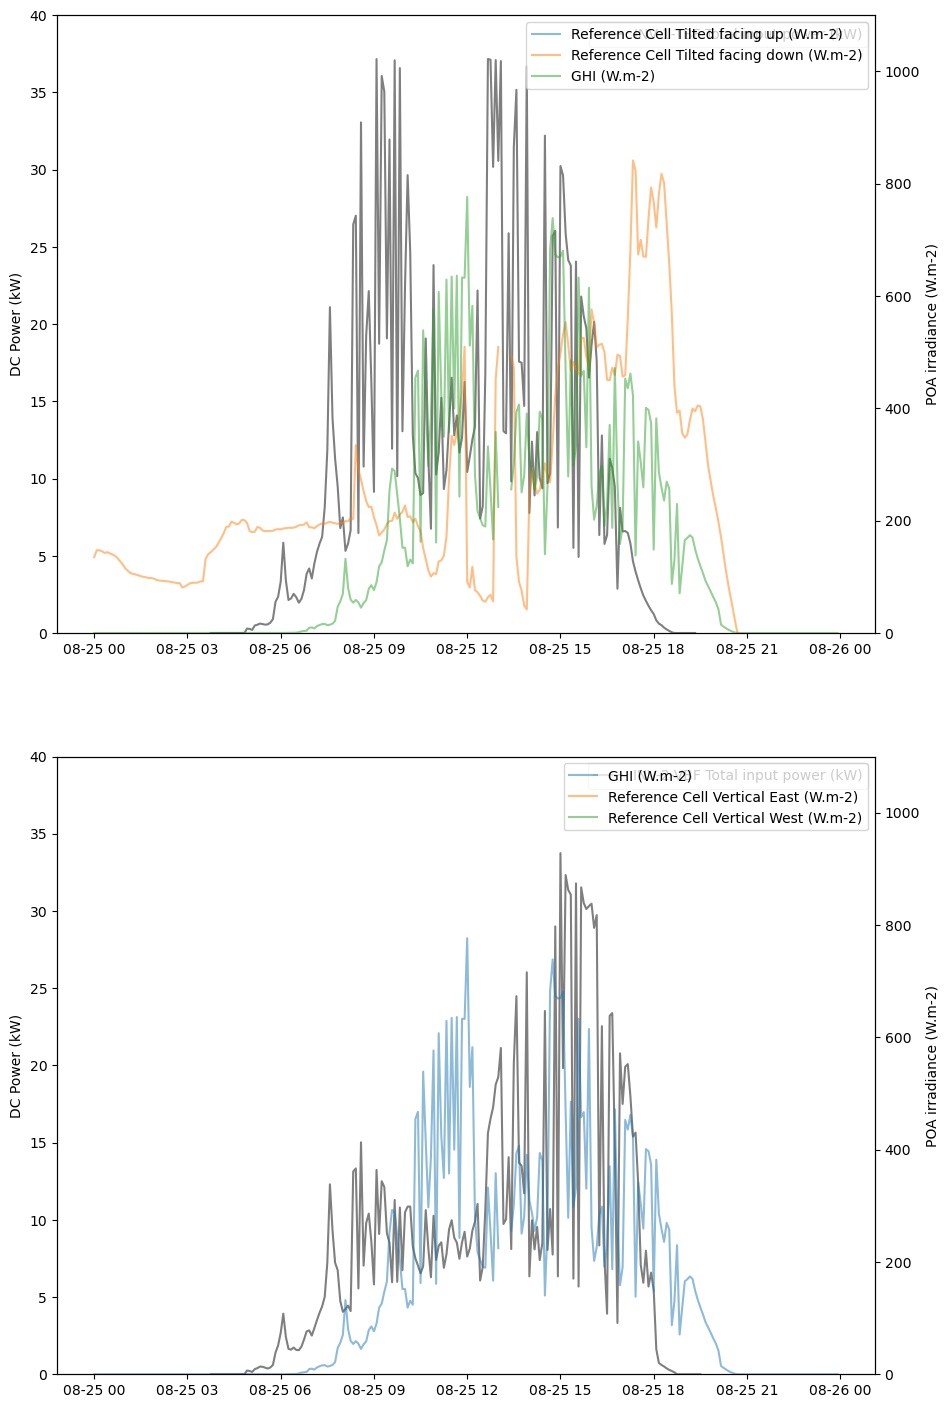 40
35
30
25
20
15
10
5
0
DC Power (kW)
Reference Cell Tilted facing up (W.m-2)
Reference Cell Tilted facing down (W.m-2)
GHI (W.m-2)
1000
800
600
400
200
0
POA irradiance (W.m-2)
08-25 00 08-25 03 08-25 06 08-25 09 08-25 12 08-25 15 08-25 18 08-25 21 08-26 00
40
35
30
25
20
15
10
5
0
DC Power (kW)
Total input power (kW)
GHI (W.m-2)
Reference Cell Vertical East (W.m-2)
Reference Cell Vertical West (W.m-2)
1000
800
600
400
200
0
POA irradiance (W.m-2)
08-25 00 08-25 03 08-25 06 08-25 09 08-25 12 08-25 15 08-25 18 08-25 21 08-26 00